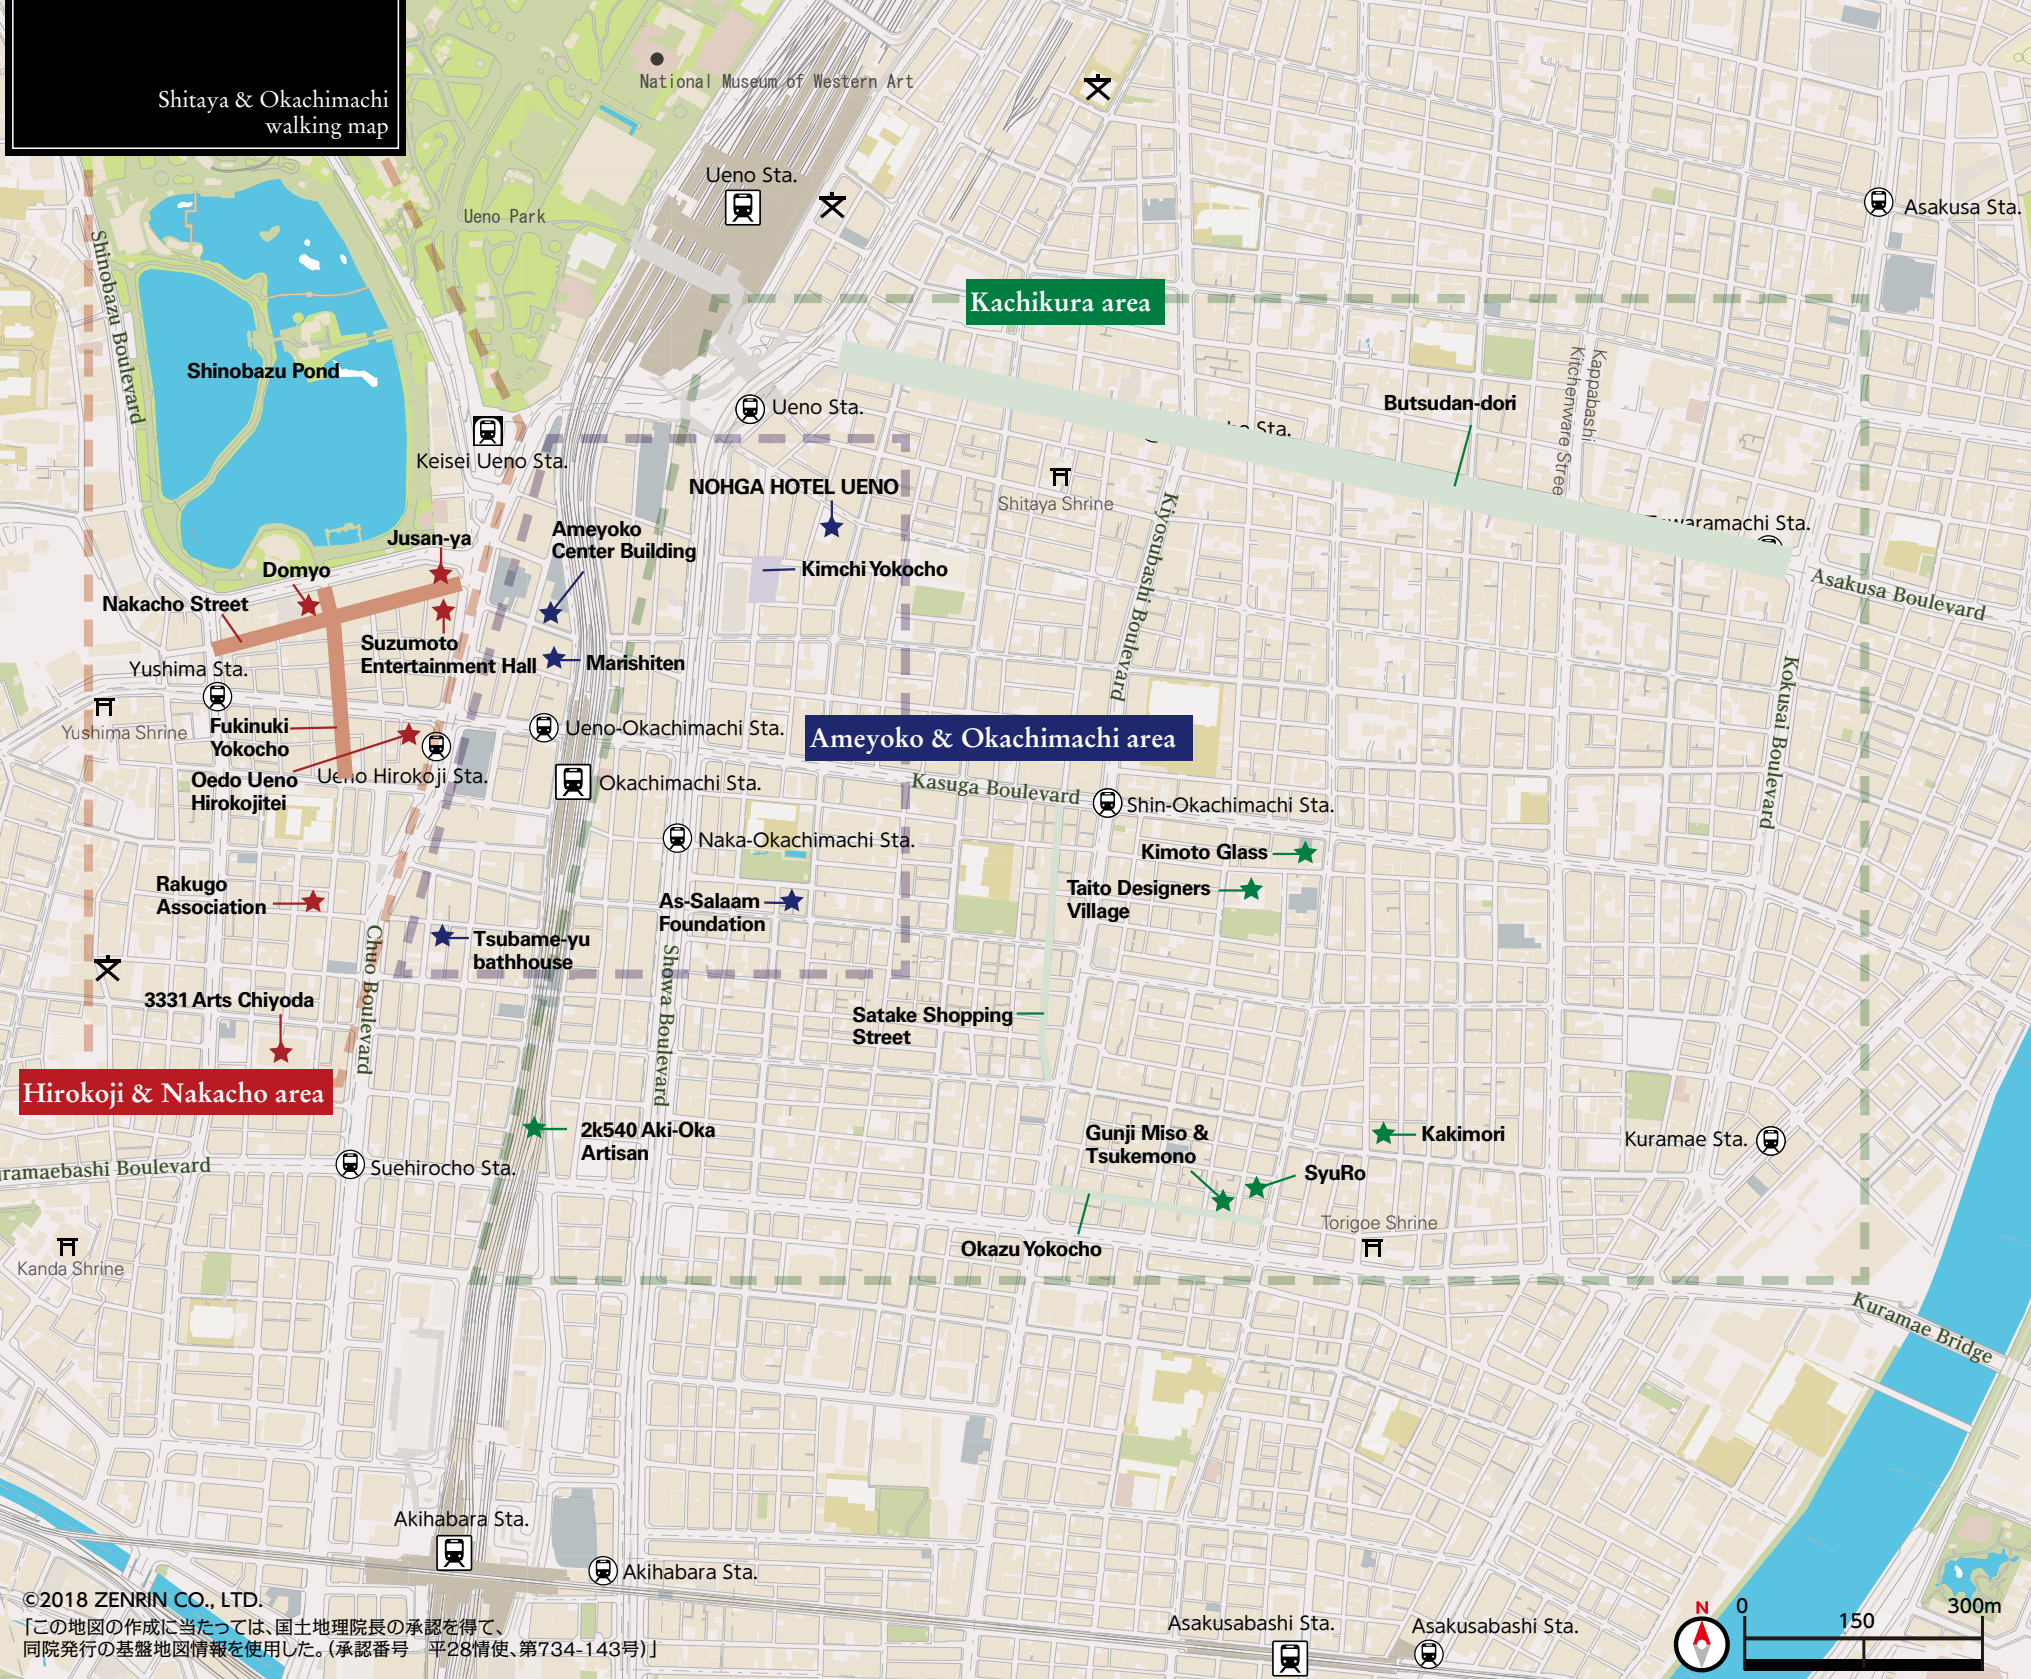 Shitaya & Okachimachi
walking map
National Museum of Western Art
Ueno Sta.
Ueno Park
Asakusa Sta.
Shinobazu Boulevard
Kachikura area
Shinobazu Pond
Ueno Sta.
Butsudan-dori
Kappabashi
Kitchenware Street
Sta.
Keisei Ueno Sta.
NOHGA HOTEL UENO
Shitaya Shrine
Kiyosubashi Boulevard
waramachi Sta.
Jusan-ya
Ameyoko
Center Building
Domyo
Kimchi Yokocho
Asakusa Boulevard
Nakacho Street
Suzumoto
Entertainment Hall
Marishiten
Yushima Sta.
Kokusai Boulevard
Yushima Shrine
Fukinuki
Yokocho
Ueno-Okachimachi Sta.
Ameyoko & Okachimachi area
Oedo Ueno
Hirokojitei
Ueno Hirokoji Sta.
Okachimachi Sta.
Kasuga Boulevard
Shin-Okachimachi Sta.
Naka-Okachimachi Sta.
Kimoto Glass
Rakugo
Association
As-Salaam
Foundation
Taito Designers
Village
Chuo Boulevard
Tsubame-yu
bathhouse
Showa Boulevard
3331 Arts Chiyoda
Satake Shopping
Street
Hirokoji & Nakacho area
2k540 Aki-Oka
Artisan
Gunji Miso &
Tsukemono
Kakimori
Kuramae Sta.
uramaebashi Boulevard
Suehirocho Sta.
SyuRo
Torigoe Shrine
Okazu Yokocho
Kanda Shrine
Kuramae Bridge
Akihabara Sta.
Akihabara Sta.
©2018 ZENRIN CO., LTD.
「この地図の作成に当たっては、国土地理院長の承認を得て、
同院発行の基盤地図情報を使用した。(承認番号　平28情使、第734-143号)」
Asakusabashi Sta.
Asakusabashi Sta.
N
0
150
300m